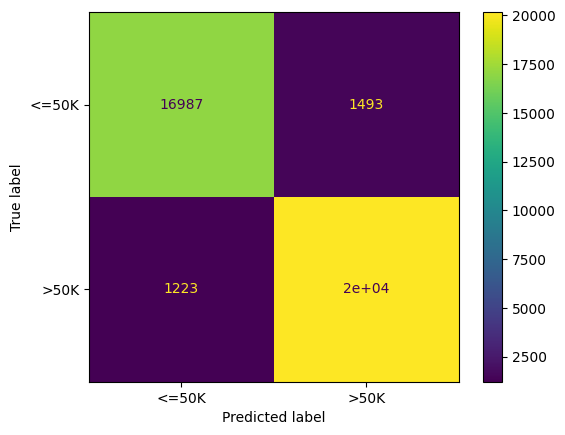 True label
<=50K
>50K
16987
1493
1223
2e+04
<=50K
>50K
Predicted label
20000
17500
15000
12500
10000
7500
5000
2500